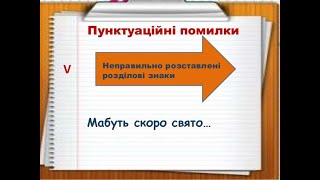 Пунктуаційні помилки
V
Неправильно розставлені
розділові знаки
Мабуть скоро свято…